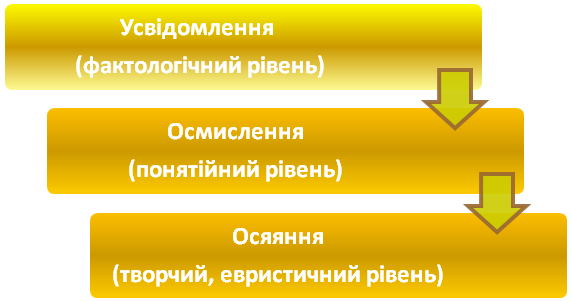 Усвідомлення
(фактологічний рівень)
Осмислення
(понятійний рівень)
Осяяння
(творчий, евристичний рівень)